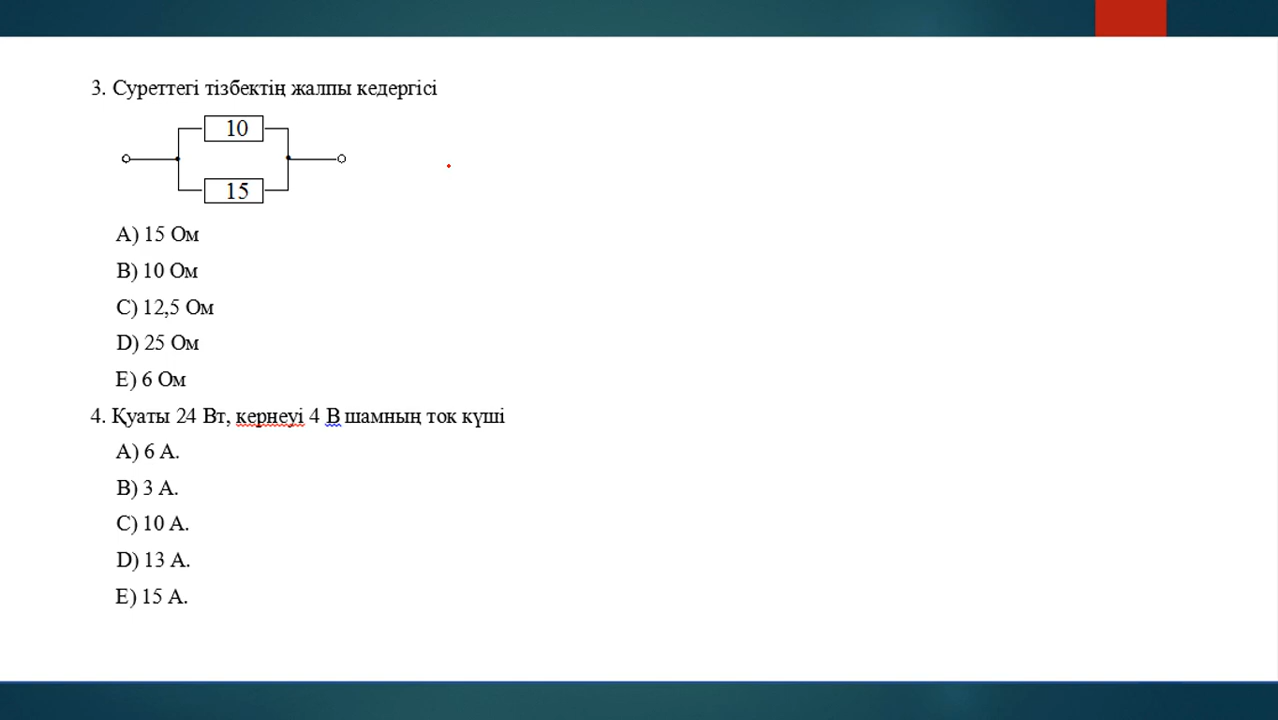 3. Суреттегі тізбектің жалпы кедергісі
10
15
A) 15 Ом
B) 10 Ом
C) 12,5 Ом
D) 25 Ом
E) 6 Ом
4. Қуаты 24 Вт, кернеуі 4 В шамның ток күші
A) 6 А.
B) 3 А.
C) 10 А.
D) 13 А.
E) 15 А.